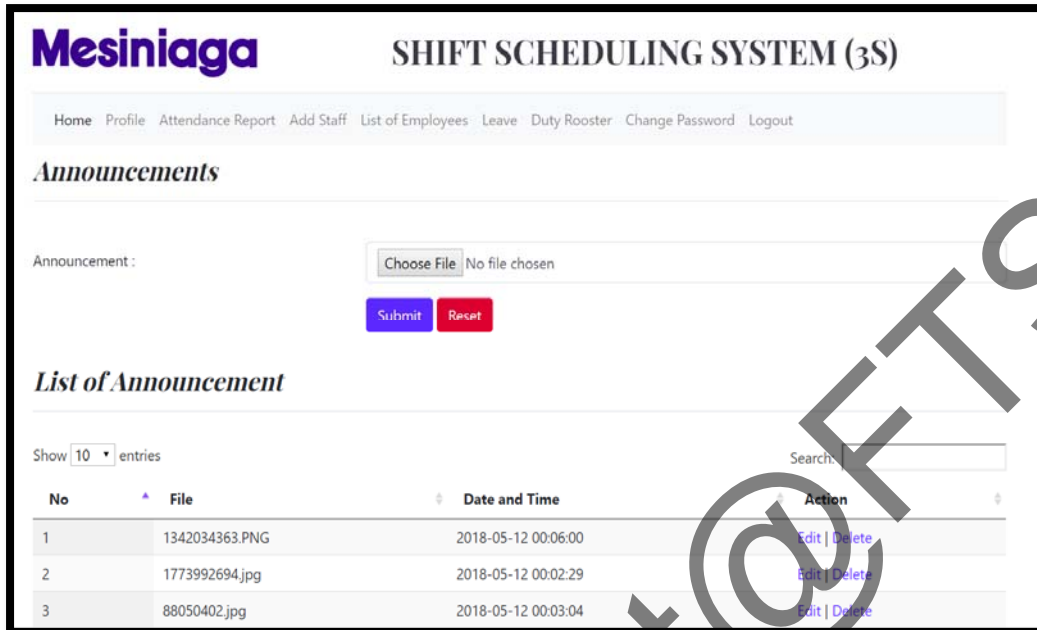 Mesiniaga
SHIFT SCHEDULING SYSTEM (3S)
Home Profile Attendance Report Add Staff List of Employees Leave Duty Rooster Change Password Logout
Announcements
Announcement :
Choose File No file chosen
Submit Reset
List of Announcement
Show 10 entries
Search:
No File Date and Time Action
1 1342034363.PNG 2018-05-12 00:06:00 Edit | Delete
2 1773992694.jpg 2018-05-12 00:02:29 Edit | Delete
3 88050402.jpg 2018-05-12 00:03:04 Edit | Delete
t@FTS